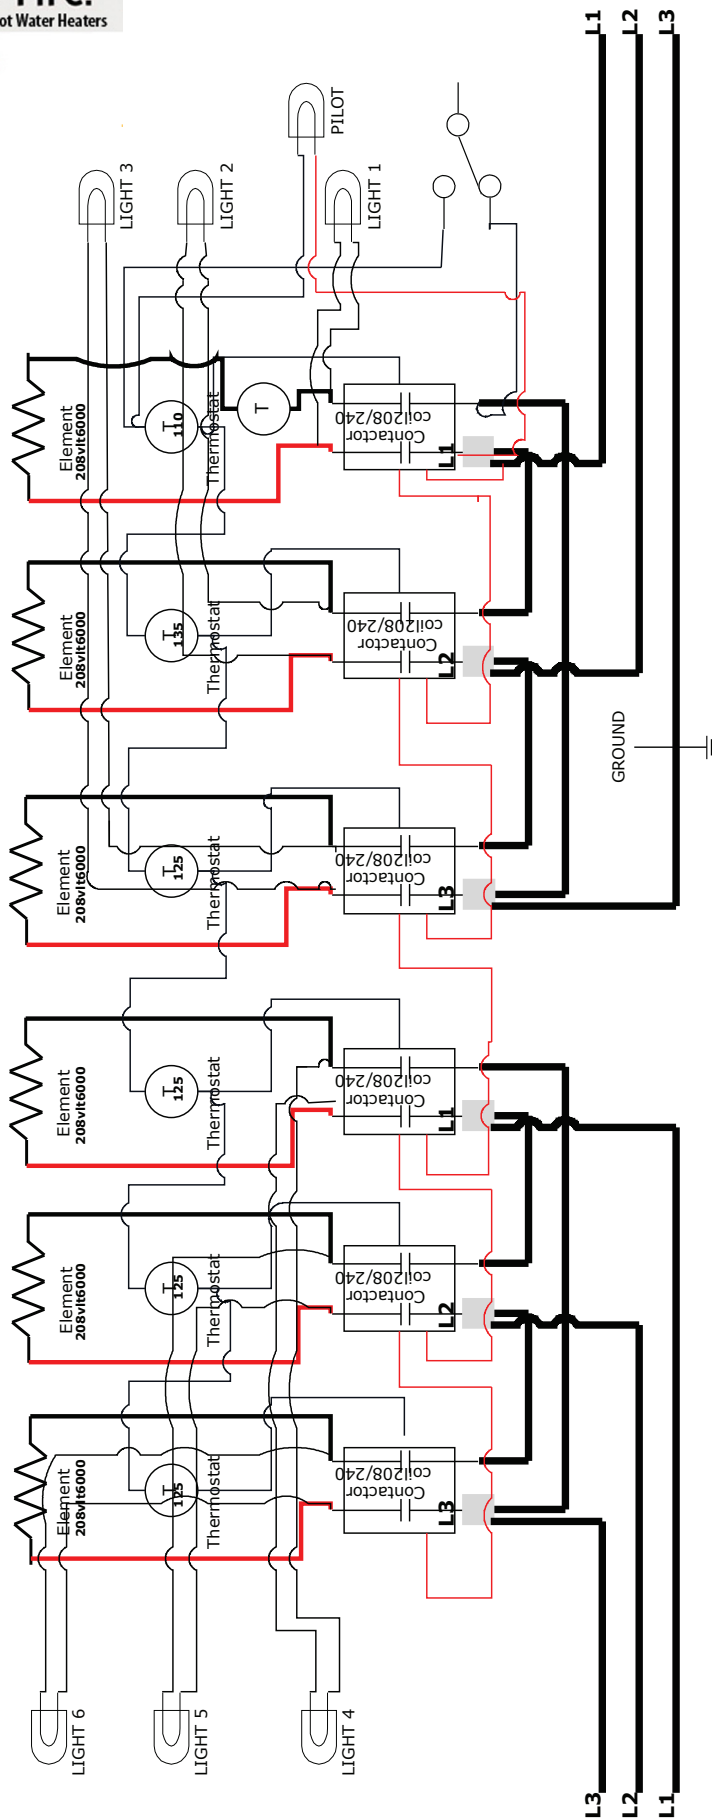 ot Water Heaters
L1
L2
L3
PILOT
LIGHT 3
LIGHT 2
LIGHT 1
Element
208vlt6000
T
110
Thermostat
T
Contactor
coil208/240
L1
Element
208vlt6000
T
135
Thermostat
Contactor
coil208/240
L2
GROUND
Element
208vlt6000
T
125
Thermostat
Contactor
coil208/240
L3
Element
208vlt6000
T
125
Thermostat
Contactor
coil208/240
L1
Element
208vlt6000
T
125
Thermostat
Contactor
coil208/240
L2
Element
208vlt6000
T
125
Thermostat
Contactor
coil208/240
L3
LIGHT 6
LIGHT 5
LIGHT 4
L3
L2
L1